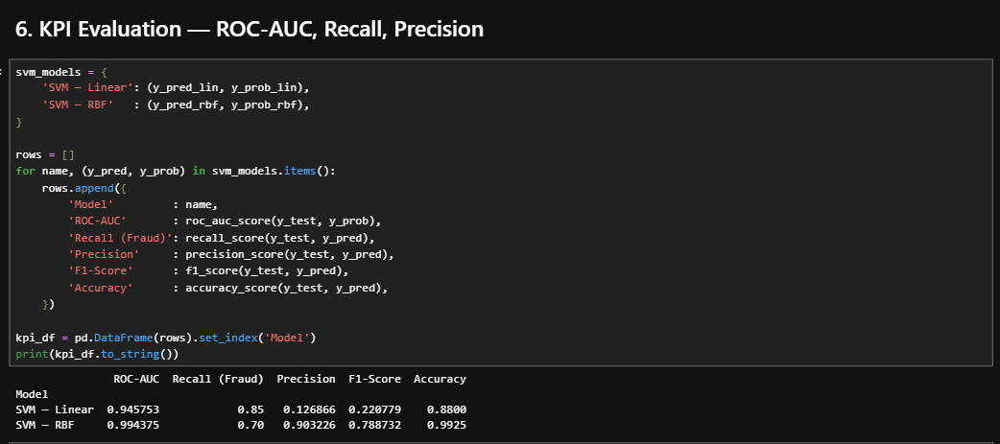 6. KPI Evaluation — ROC-AUC, Recall, Precision
:
svm_models = {
    'SVM — Linear': (y_pred_lin, y_prob_lin),
    'SVM — RBF'   : (y_pred_rbf, y_prob_rbf),
}
rows = []
for name, (y_pred, y_prob) in svm_models.items():
    rows.append({
        'Model'         : name,
        'ROC-AUC'       : roc_auc_score(y_test, y_prob),
        'Recall (Fraud)': recall_score(y_test, y_pred),
        'Precision'     : precision_score(y_test, y_pred),
        'F1-Score'      : f1_score(y_test, y_pred),
        'Accuracy'      : accuracy_score(y_test, y_pred),
    })
kpi_df = pd.DataFrame(rows).set_index('Model')
print(kpi_df.to_string())
               ROC-AUC  Recall (Fraud)  Precision  F1-Score  Accuracy
Model
SVM — Linear  0.945753            0.85   0.126866  0.220779    0.8800
SVM — RBF     0.994375            0.70   0.903226  0.788732    0.9925